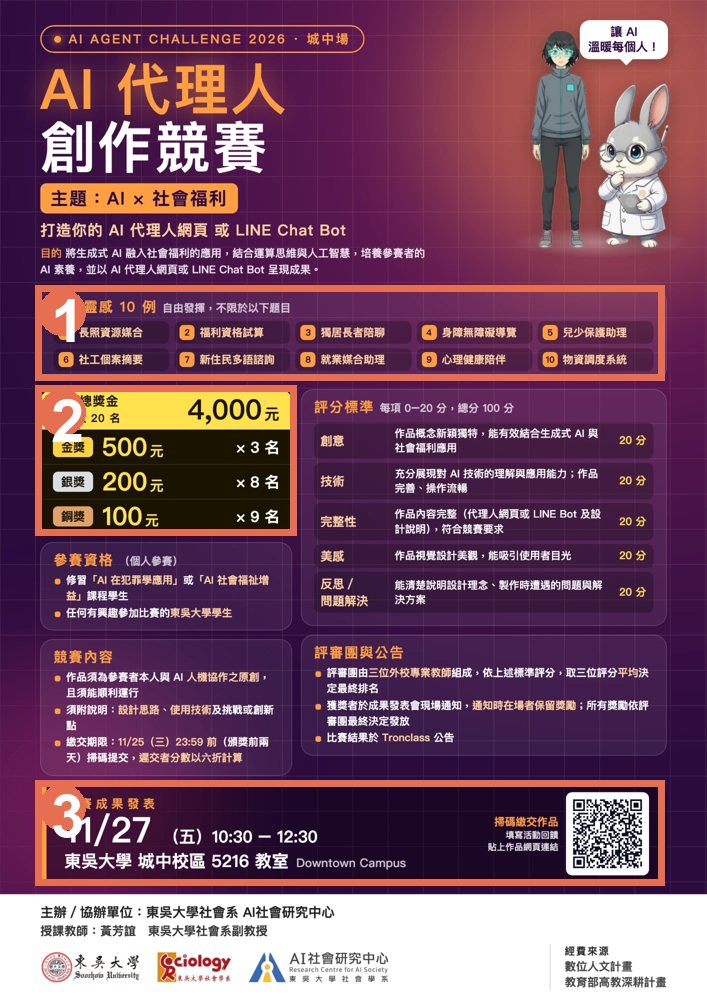 AI AGENT CHALLENGE 2026 · 城中場
讓 AI
溫暖每個人！
AI 代理人
創作競賽
主題：AI × 社會福利
打造你的 AI 代理人網頁 或 LINE Chat Bot
目的 將生成式 AI 融入社會福利的應用，結合運算思維與人工智慧，培養參賽者的
AI 素養，並以 AI 代理人網頁或 LINE Chat Bot 呈現成果。
1
靈感 10 例 自由發揮，不限於以下題目
長照資源媒合
2 福利資格試算
3 獨居長者陪聊
4 身障無障礙導覽
5 兒少保護助理
6 社工個案摘要
7 新住民多語諮詢
8 就業媒合助理
9 心理健康陪伴
10 物資調度系統
2
總獎金
20 名
4,000元
金獎 500元 × 3 名
銀獎 200元 × 8 名
銅獎 100元 × 9 名
參賽資格 （個人參賽）
修習「AI 在犯罪學應用」或「AI 社會福祉增
益」課程學生
任何有興趣參加比賽的東吳大學學生
競賽內容
作品須為參賽者本人與 AI 人機協作之原創，
且須能順利運行
須附說明：設計思路、使用技術及挑戰或創新
點
繳交期限：11/25（三）23:59 前（頒獎前兩
天）掃碼提交，遲交者分數以六折計算
評分標準 每項 0—20 分，總分 100 分
創意 作品概念新穎獨特，能有效結合生成式 AI 與
社會福利應用 20 分
技術 充分展現對 AI 技術的理解與應用能力；作品
完善、操作流暢 20 分
完整性 作品內容完整（代理人網頁或 LINE Bot 及設
計說明），符合競賽要求 20 分
美感 作品視覺設計美觀，能吸引使用者目光 20 分
反思 /
問題解決
能清楚說明設計理念、製作時遭遇的問題與解
決方案 20 分
評審團與公告
評審團由三位外校專業教師組成，依上述標準評分，取三位評分平均決
定最終排名
獲獎者於成果發表會現場通知，通知時在場者保留獎勵；所有獎勵依評
審團最終決定發放
比賽結果於 Tronclass 公告
3
成果發表
11/27 （五）10:30 — 12:30
東吳大學 城中校區 5216 教室 Downtown Campus
掃碼繳交作品
填寫活動回饋
貼上作品網頁連結
主辦 / 協辦單位：東吳大學社會系 AI社會研究中心
授課教師：黃芳誼 東吳大學社會系副教授
東吳大學
Soochow University
Sociology
東吳大學社會學系
AI社會研究中心
Research Centre for AI Society
東吳大學社會學系
經費來源
數位人文計畫
教育部高教深耕計畫